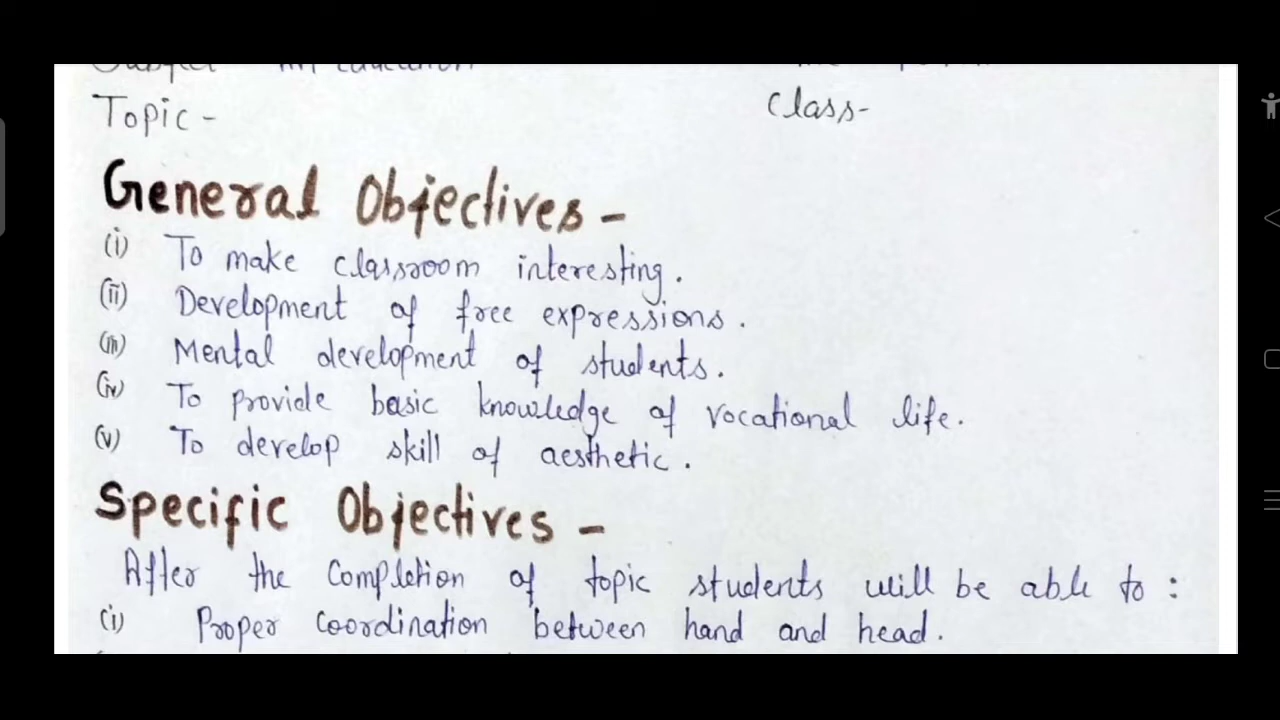 Topic - Class-
General Objectives -
(i) To make classroom interesting.
(ii) Development of free expressions.
(iii) Mental development of students.
(iv) To provide basic knowledge of vocational life.
(v) To develop skill of aesthetic.
Specific Objectives -
After the completion of topic students will be able to :
(i) Proper coordination between hand and head.